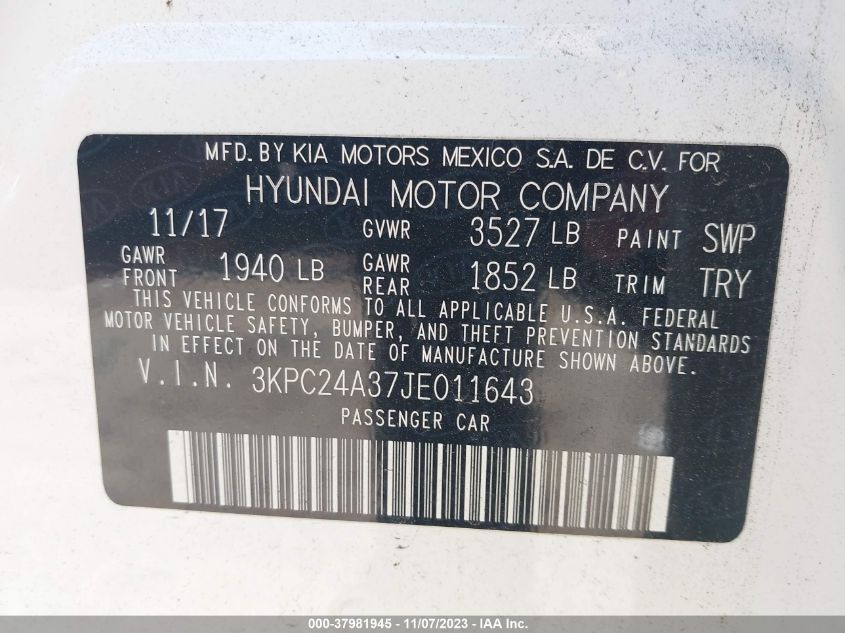 MFD. BY KIA MOTORS MEXICO S.A. DE C.V. FOR
HYUNDAI MOTOR COMPANY
11/17 GVWR 3527 LB PAINT SWP
GAWR FRONT 1940 LB GAWR REAR 1852 LB TRIM TRY
THIS VEHICLE CONFORMS TO ALL APPLICABLE U.S.A. FEDERAL
MOTOR VEHICLE SAFETY, BUMPER, AND THEFT PREVENTION STANDARDS
IN EFFECT ON THE DATE OF MANUFACTURE SHOWN ABOVE.
V.I.N. 3KPC24A37JE011643
PASSENGER CAR
000-37981945 - 11/07/2023 - IAA Inc.